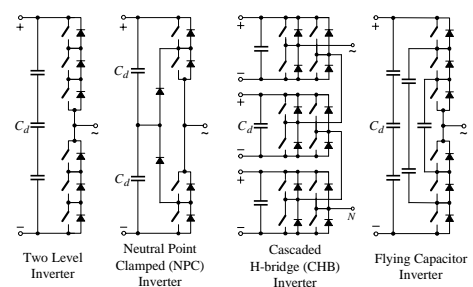 +
+
+
+
−
+
−
+
−
−
−
−
~
~
~
~
N
C_d
C_d
C_d
C_d
C_d
Two Level
Inverter
Neutral Point
Clamped (NPC)
Inverter
Cascaded
H-bridge (CHB)
Inverter
Flying Capacitor
Inverter